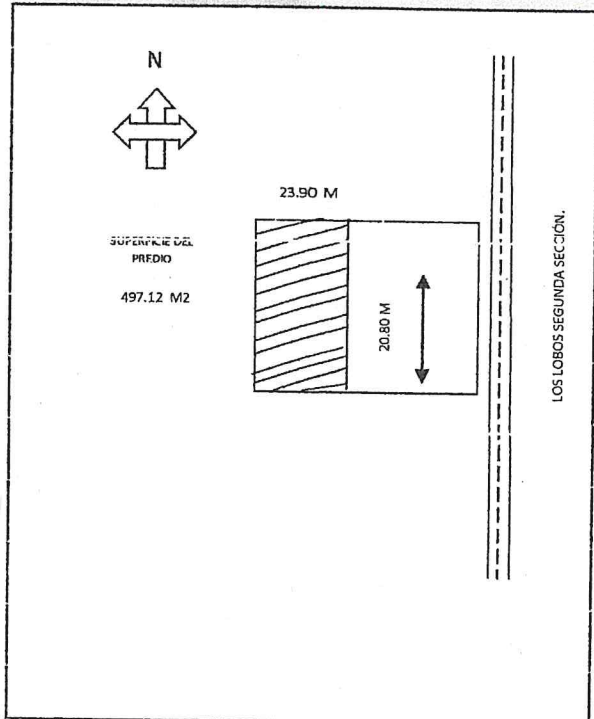 N
23.90 M
SUPERFICIE DEL
PREDIO
497.12 M2
20.80 M
LOS LOBOS SEGUNDA SECCIÓN.